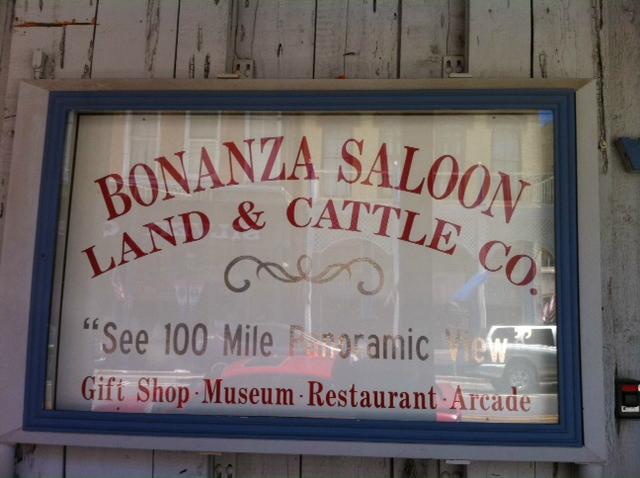 BONANZA SALOON
LAND & CATTLE CO.
"See 100 Mile Panoramic View"
Gift Shop · Museum · Restaurant · Arcade